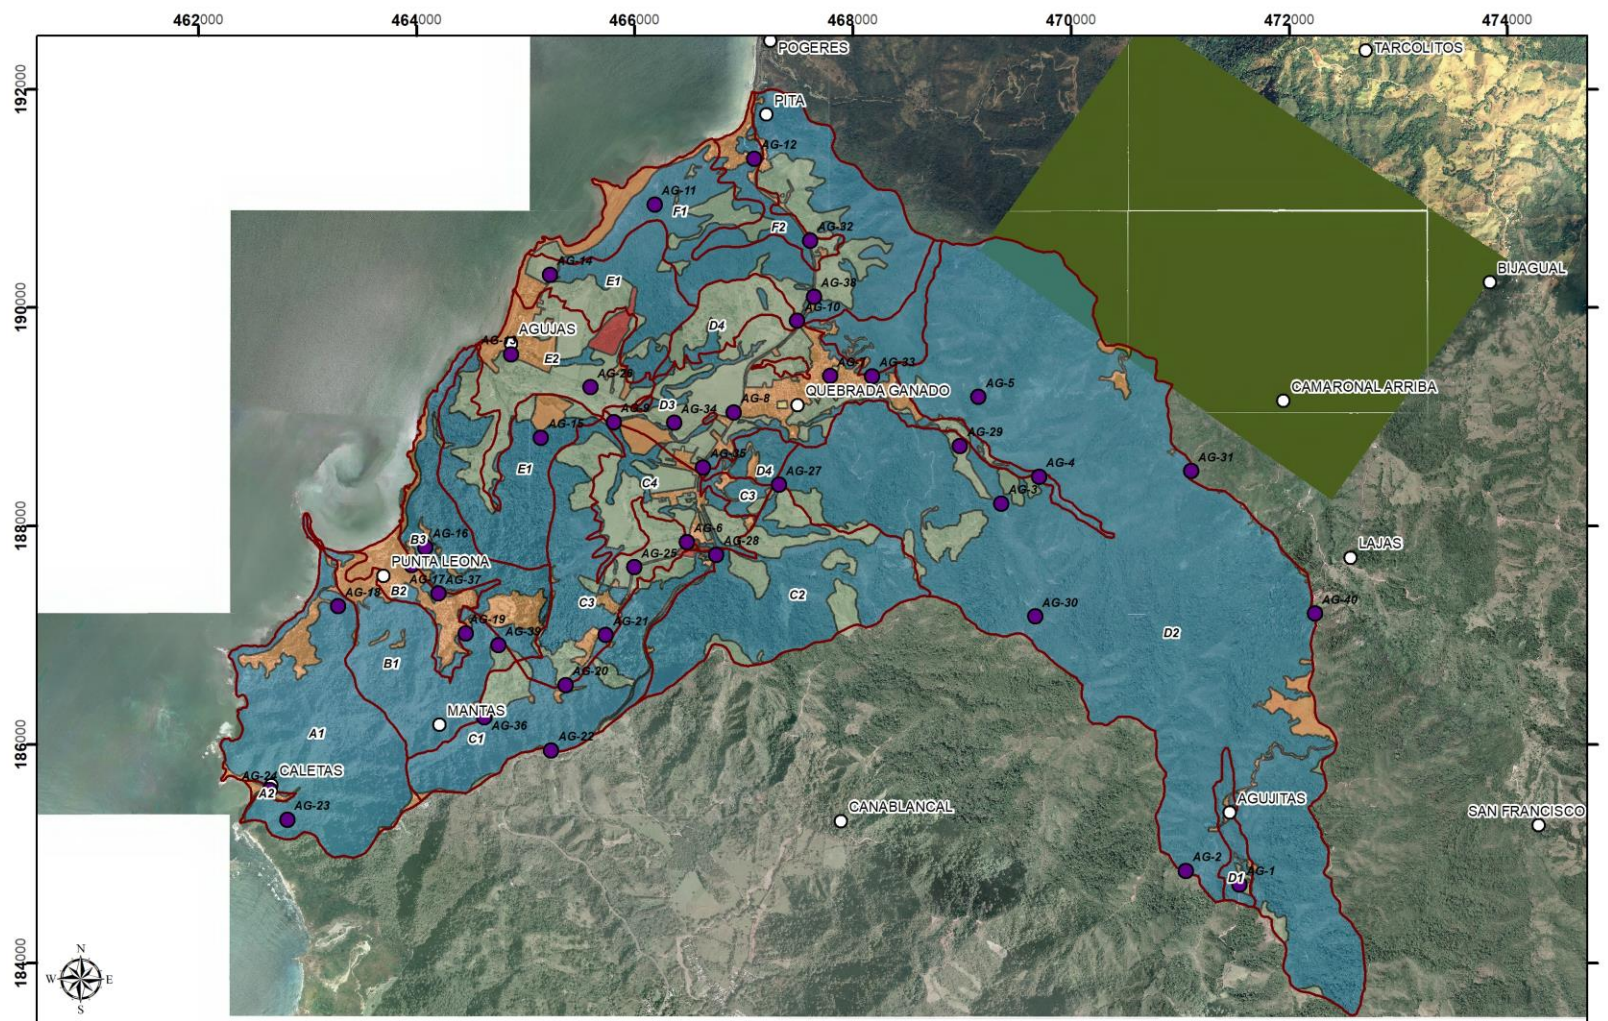 462000 464000 466000 468000 470000 472000 474000
192000
190000
188000
186000
184000
POGERES
TARCOLITOS
PITA
AG-12
AG-11
F1
F2
AG-32
BIJAGUAL
AG-14
E1
AG-38
AG-10
D4
AGUJAS
AG-13
E2
AG-7
AG-33
AG-26
AG-5
CAMARONAL ARRIBA
QUEBRADA GANADO
D3
AG-8
AG-9
AG-34
AG-15
AG-29
E1
AG-35
D4
AG-27
AG-4
AG-31
C4
C3
AG-3
B3
AG-16
AG-6
AG-28
LAJAS
PUNTA LEONA
AG-25
AG-17
AG-37
B2
AG-18
C3
C2
AG-19
AG-21
AG-30
AG-40
AG-39
D2
B1
AG-20
MANTAS
AG-36
A1
C1
AG-22
CALETAS
AG-24
A2
AG-23
CANABLANCAL
AGUJITAS
SAN FRANCISCO
AG-2
D1
AG-1
N
W E
S